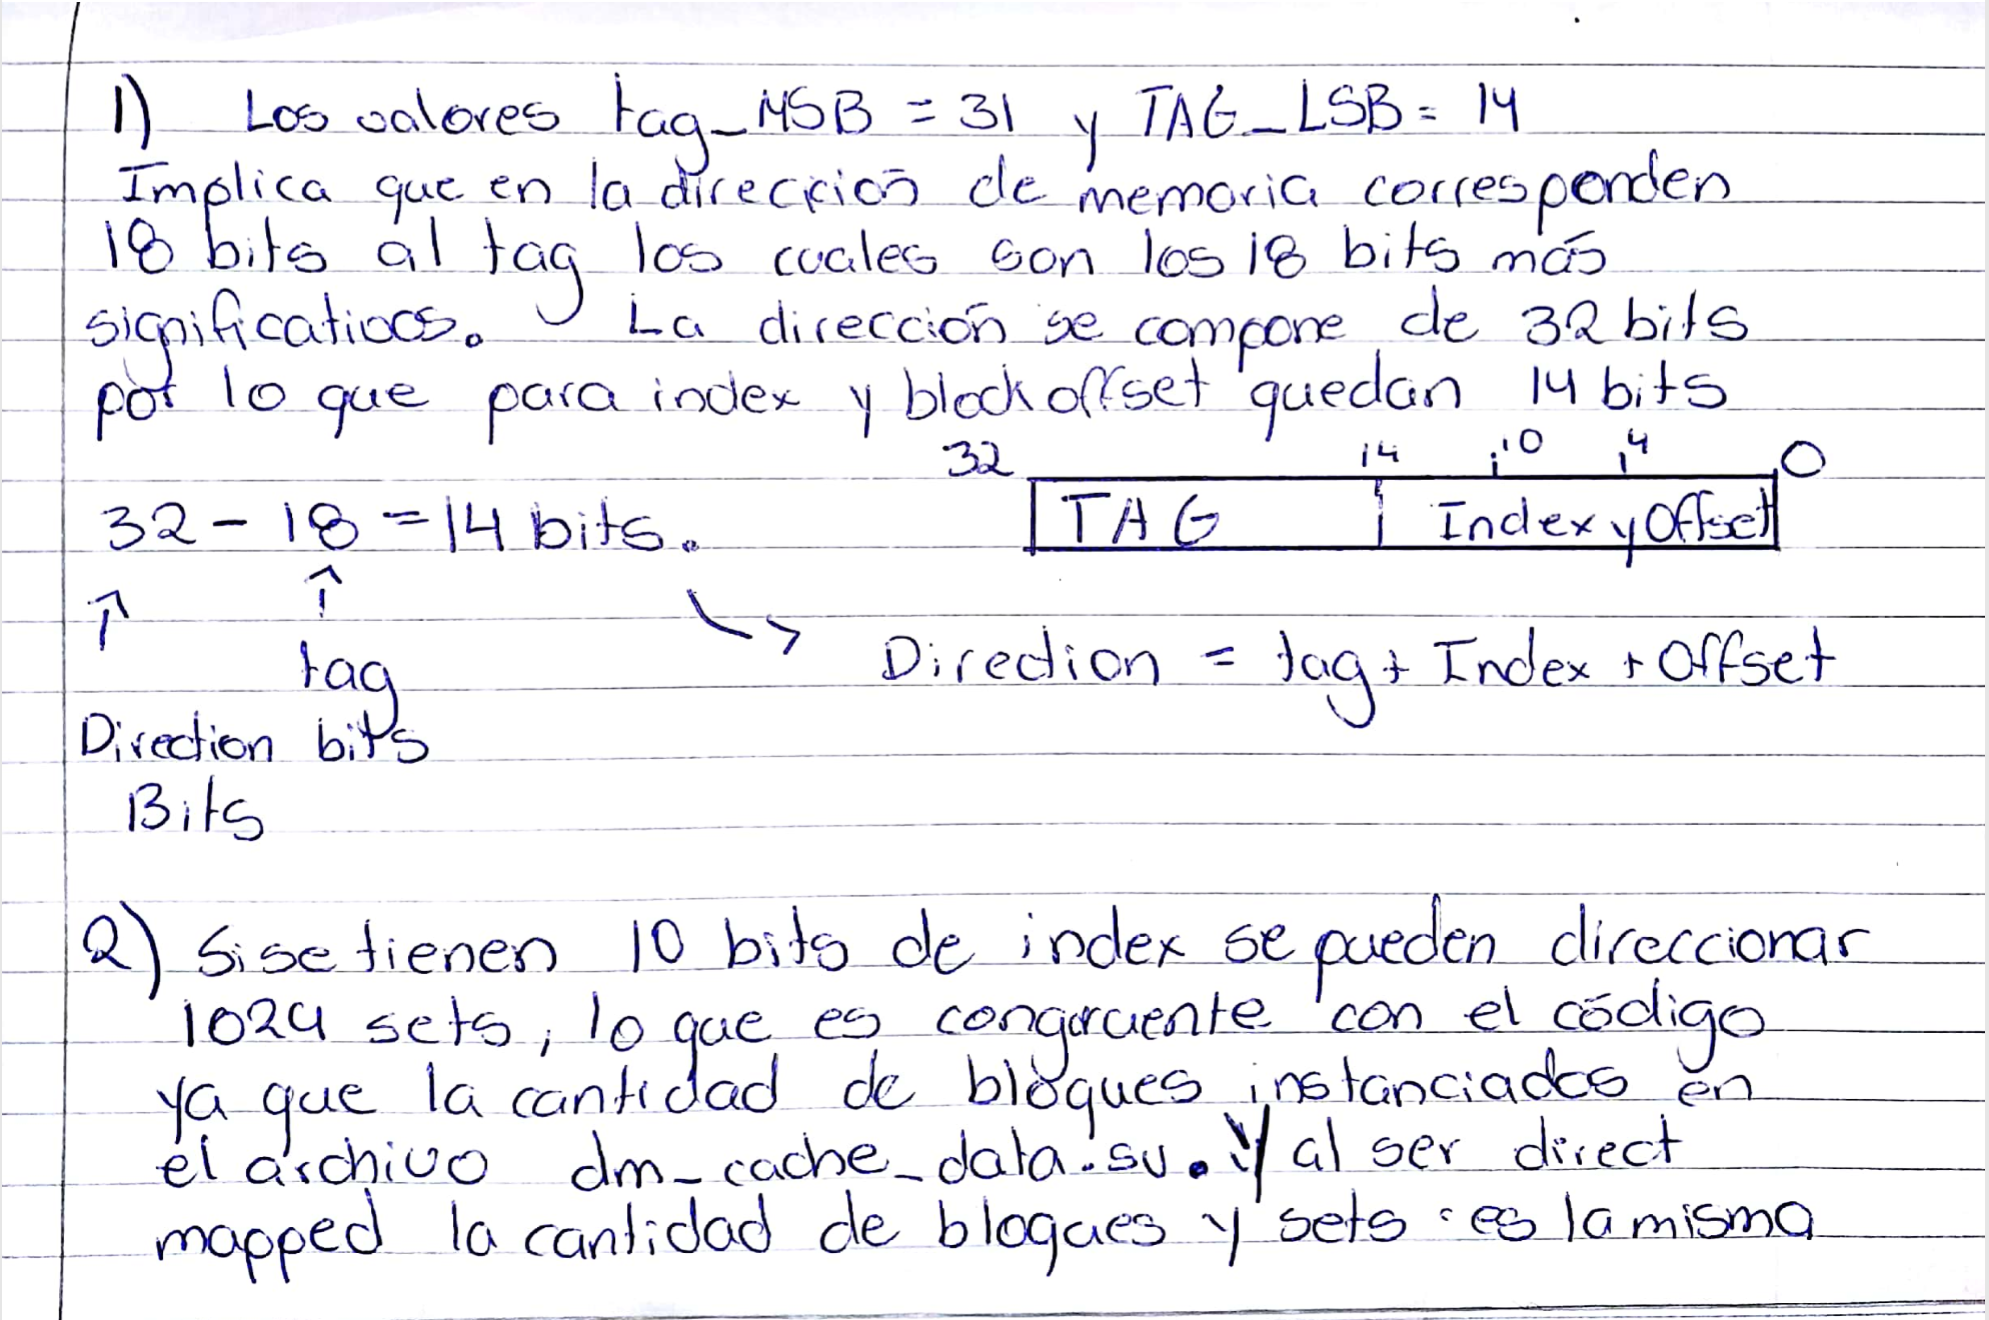 1) Los valores tag_MSB = 31 y TAG_LSB = 14
Implica que en la dirección de memoria corresponden
18 bits al tag los cuales son los 18 bits más
significativos. La dirección se compone de 32 bits
por lo que para index y block offset quedan 14 bits
32 14 10 4 0
TAG Index y Offset
32 - 18 = 14 bits.
↑ ↑
tag
bits
Direction
Bits
↳ Direction = tag + Index + Offset
2) Si se tienen 10 bits de index se pueden direccionar
1024 sets, lo que es congruente con el código
ya que la cantidad de bloques instanciados en
el archivo dm_cache_data.sv. Y al ser direct
mapped la cantidad de bloques y sets es la misma